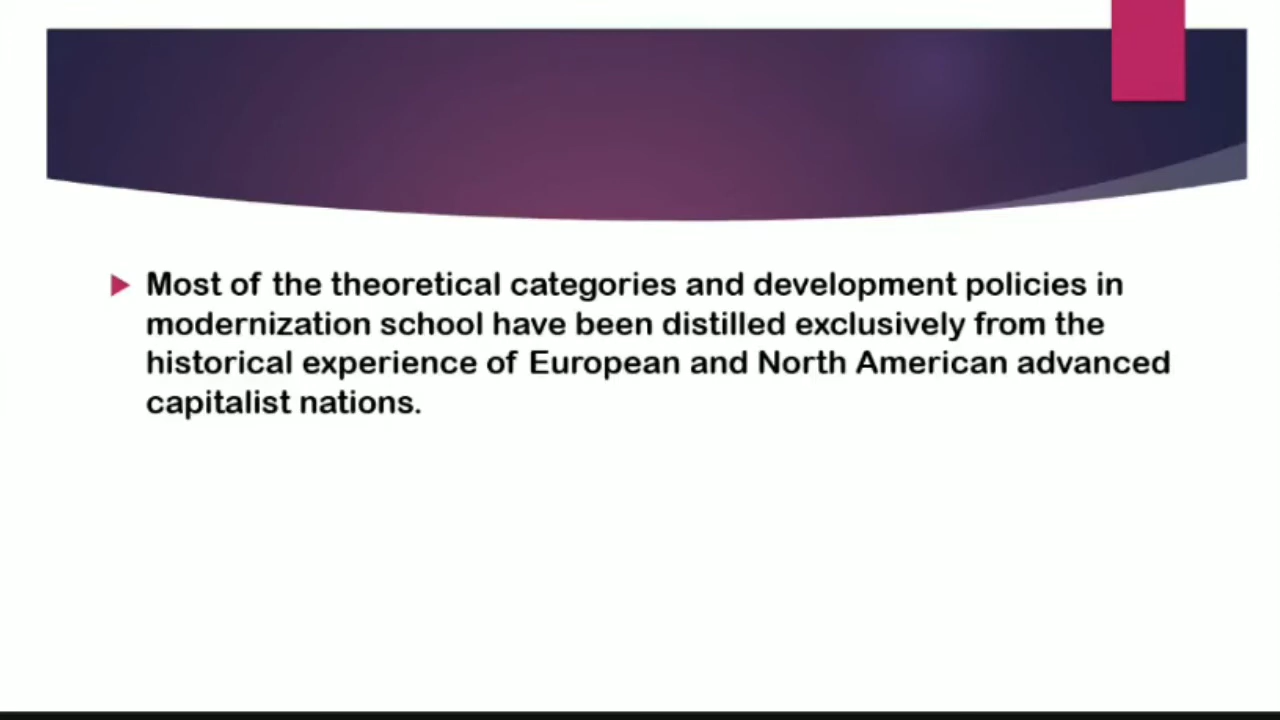 Most of the theoretical categories and development policies in
modernization school have been distilled exclusively from the
historical experience of European and North American advanced
capitalist nations.